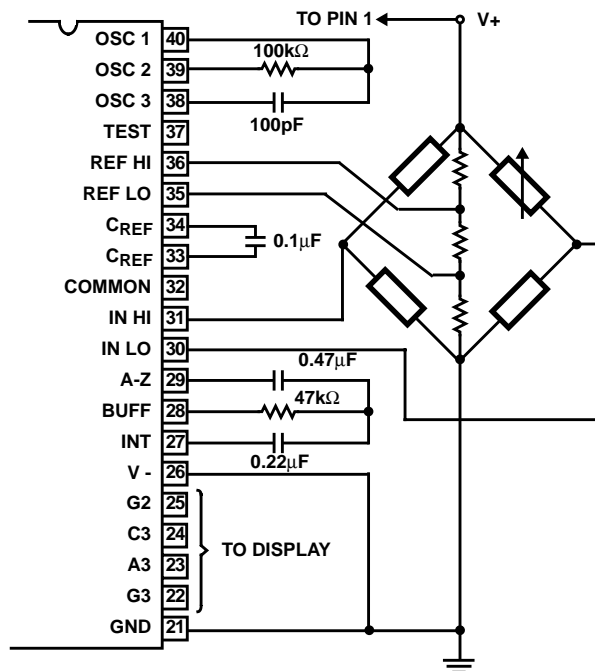 TO PIN 1
V+
OSC 1 40
100kΩ
OSC 2 39
OSC 3 38
100pF
TEST 37
REF HI 36
REF LO 35
CREF 34
0.1µF
CREF 33
COMMON 32
IN HI 31
IN LO 30
0.47µF
A-Z 29
47kΩ
BUFF 28
INT 27
0.22µF
V - 26
G2 25
C3 24
TO DISPLAY
A3 23
G3 22
GND 21